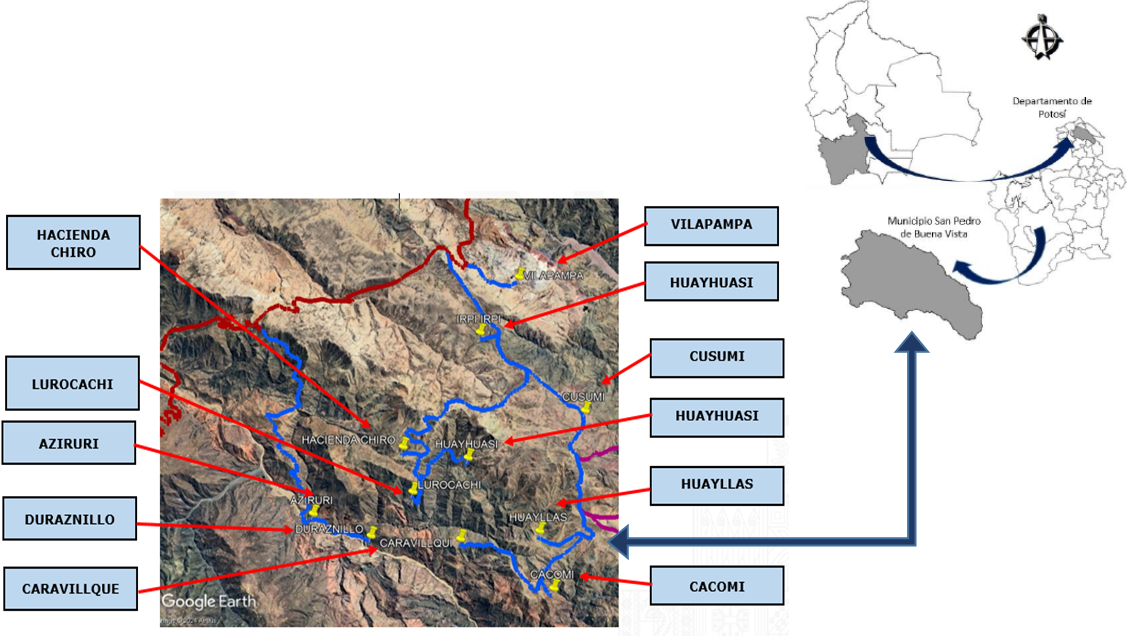 Departamento de
Potosí
Municipio San Pedro
de Buena Vista
HACIENDA
CHIRO
LUROCACHI
AZIRURI
DURAZNILLO
CARAVILLQUE
VILAPAMPA
HUAYHUASI
CUSUMI
HUAYHUASI
HUAYLLAS
CACOMI
VILAPAMPA
IRPI IRPI
CUSUMI
HACIENDA CHIRO
HUAYHUASI
LUROCACHI
AZIRURI
HUAYLLAS
DURAZNILLO
CARAVILLQUI
CACOMI
Google Earth